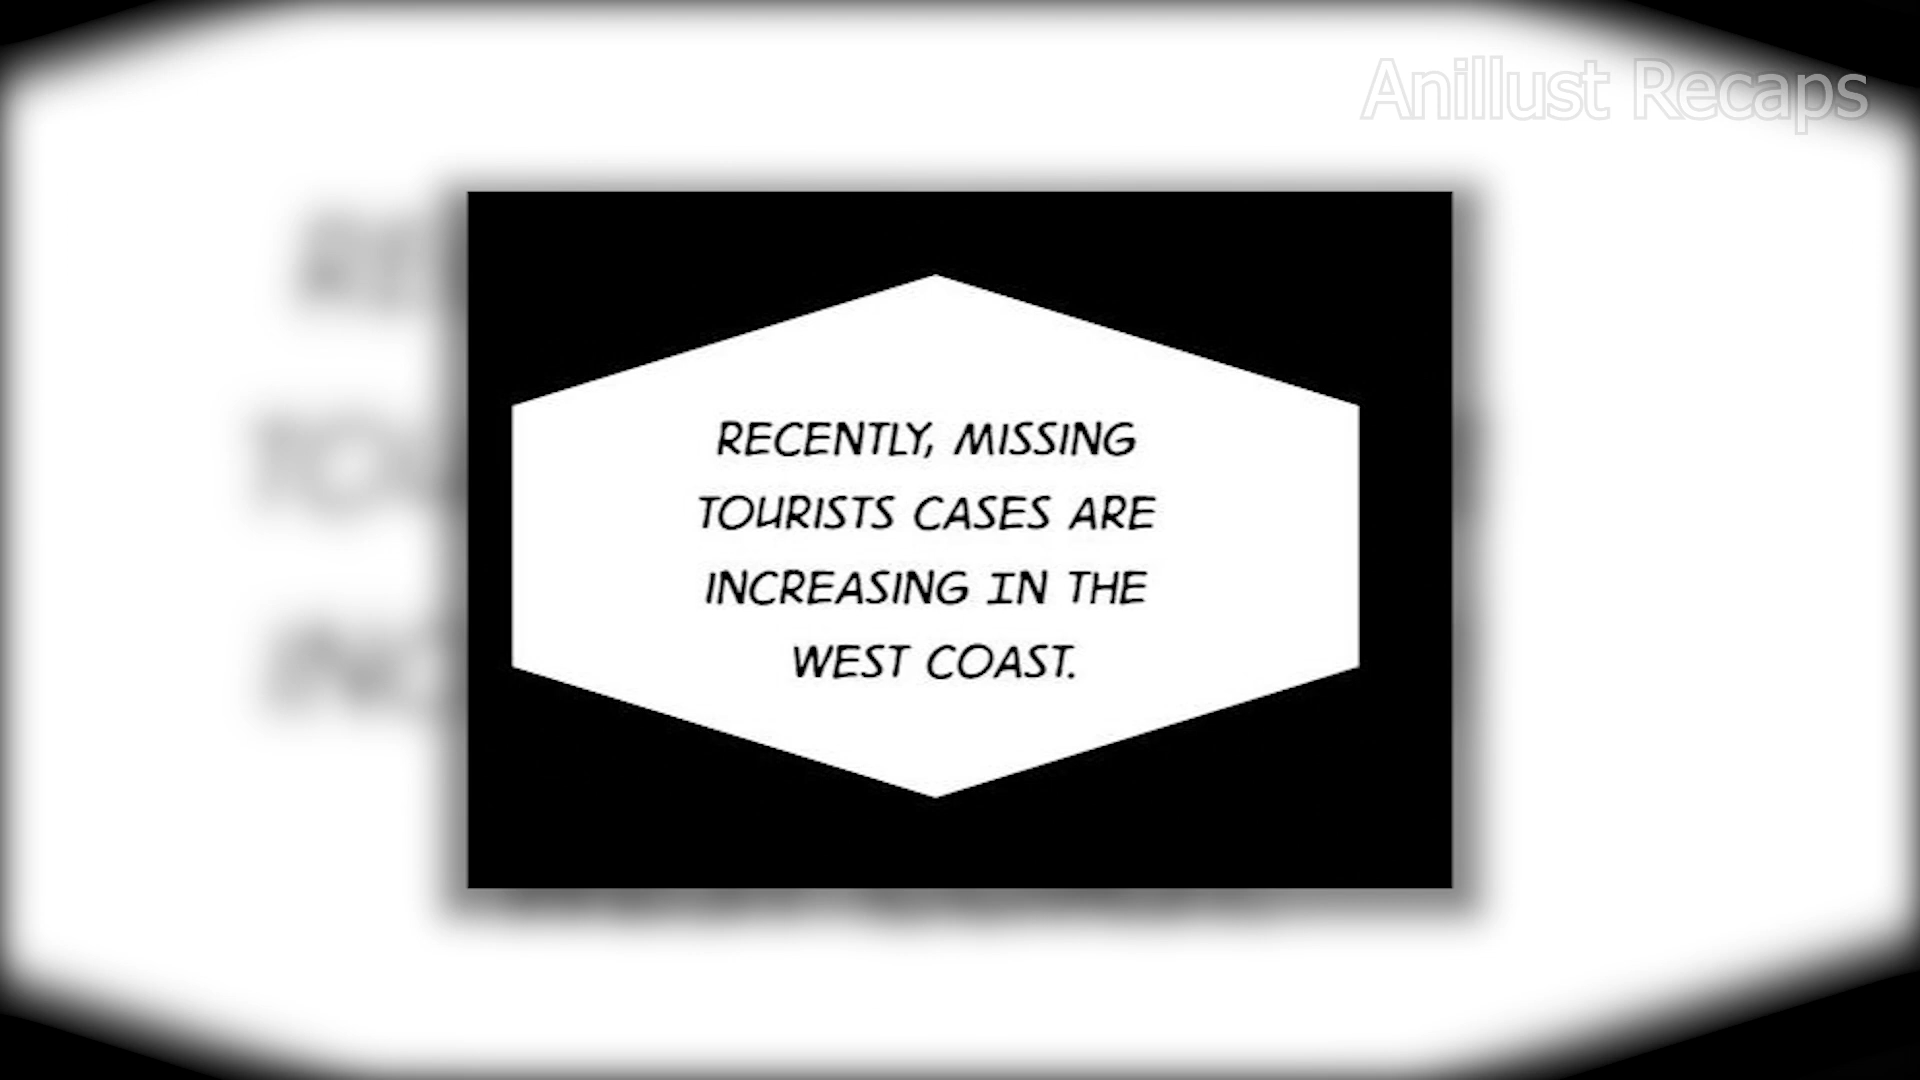 Anillust Recaps
RECENTLY, MISSING
TOURISTS CASES ARE
INCREASING IN THE
WEST COAST.